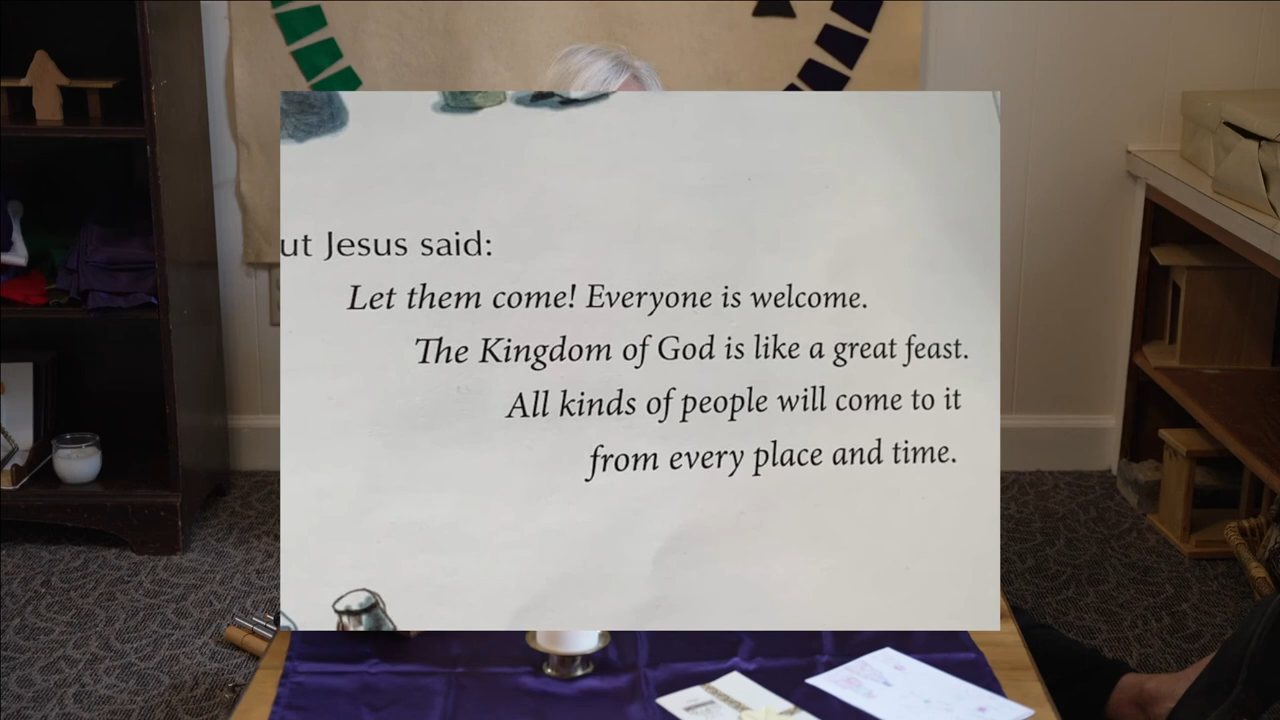 ut Jesus said:
Let them come! Everyone is welcome.
The Kingdom of God is like a great feast.
All kinds of people will come to it
from every place and time.